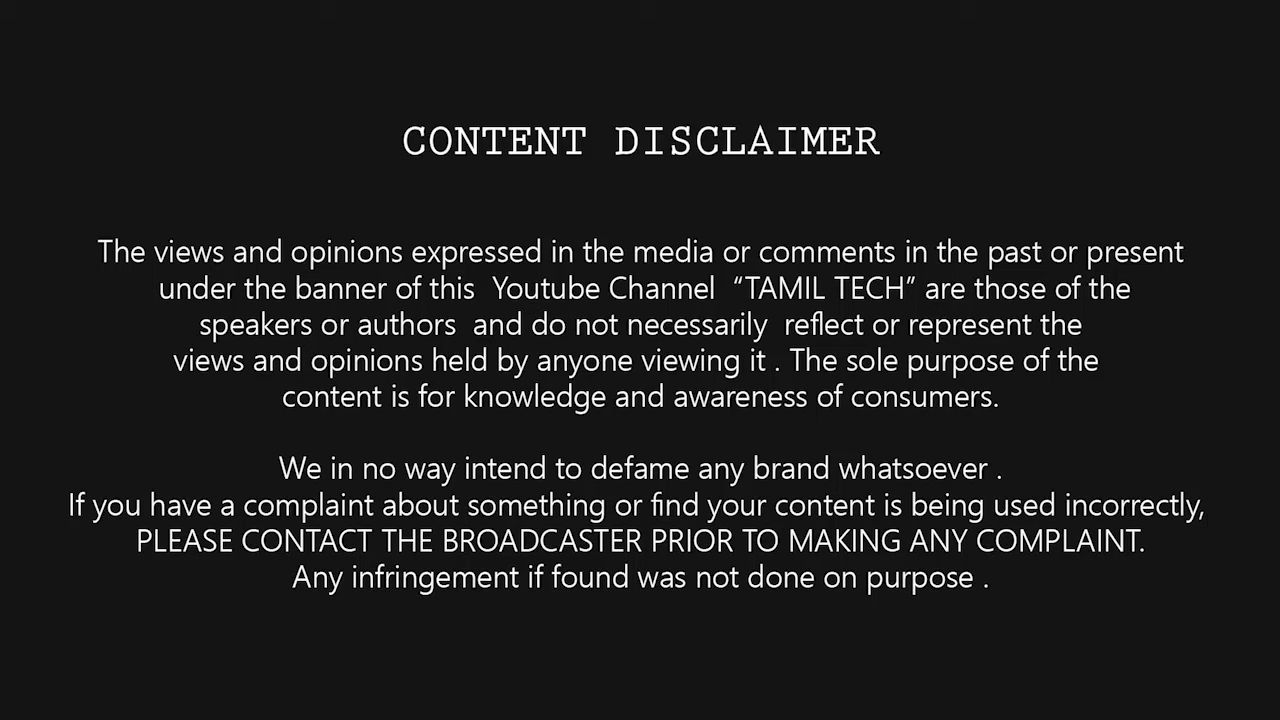 CONTENT DISCLAIMER
The views and opinions expressed in the media or comments in the past or present
under the banner of this  Youtube Channel  “TAMIL TECH” are those of the
speakers or authors  and do not necessarily  reflect or represent the
views and opinions held by anyone viewing it . The sole purpose of the
content is for knowledge and awareness of consumers.
We in no way intend to defame any brand whatsoever .
If you have a complaint about something or find your content is being used incorrectly,
PLEASE CONTACT THE BROADCASTER PRIOR TO MAKING ANY COMPLAINT.
Any infringement if found was not done on purpose .